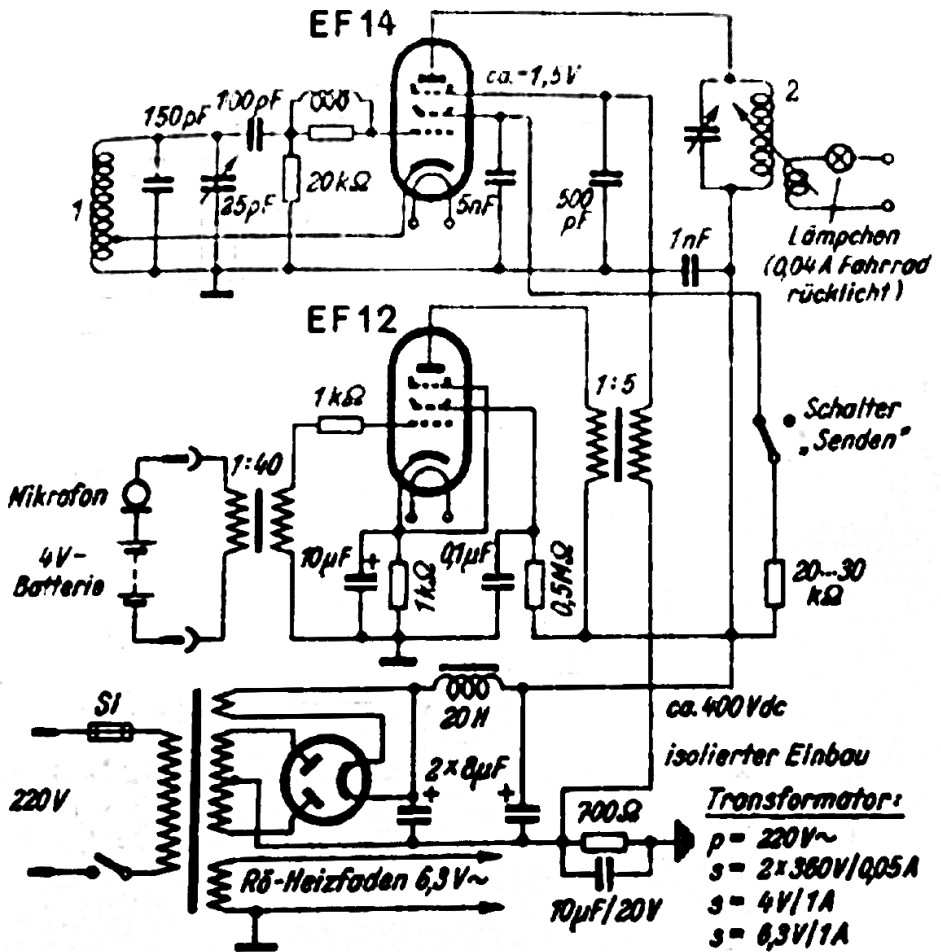 EF14
ca.-1,5V
2
150pF
100pF
1
25pF
20kΩ
5nF
500
pF
1nF
Lämpchen
(0,04A Fahrrad
rücklicht)
EF12
1kΩ
1:5
Schalter
„Senden"
1:40
Mikrofon
4V-
Batterie
10µF
+
1kΩ
0,1µF
0,5MΩ
20...30
kΩ
SI
20H
ca.400Vdc
isolierter Einbau
220V
2×8µF
+
+
700Ω
Transformator:
p= 220V~
Rö-Heizfaden 6,3V~
10µF/20V
s= 2×360V/0,05A
s= 4V/1A
s= 6,3V/1A